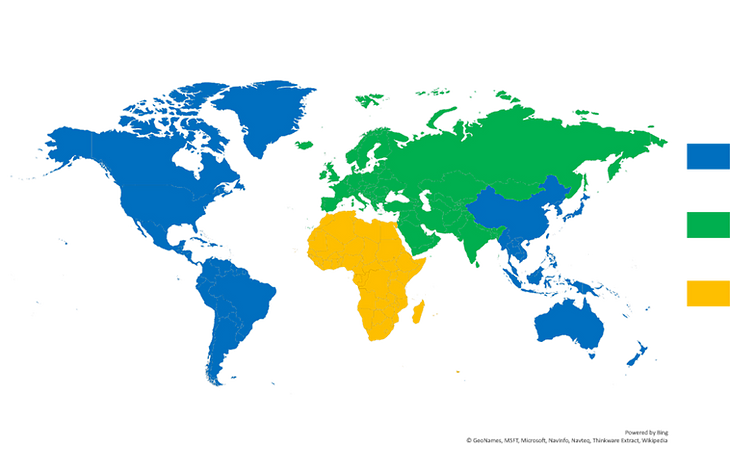 Powered by Bing
© GeoNames, MSFT, Microsoft, NavInfo, Navteq, Thinkware Extract, Wikipedia